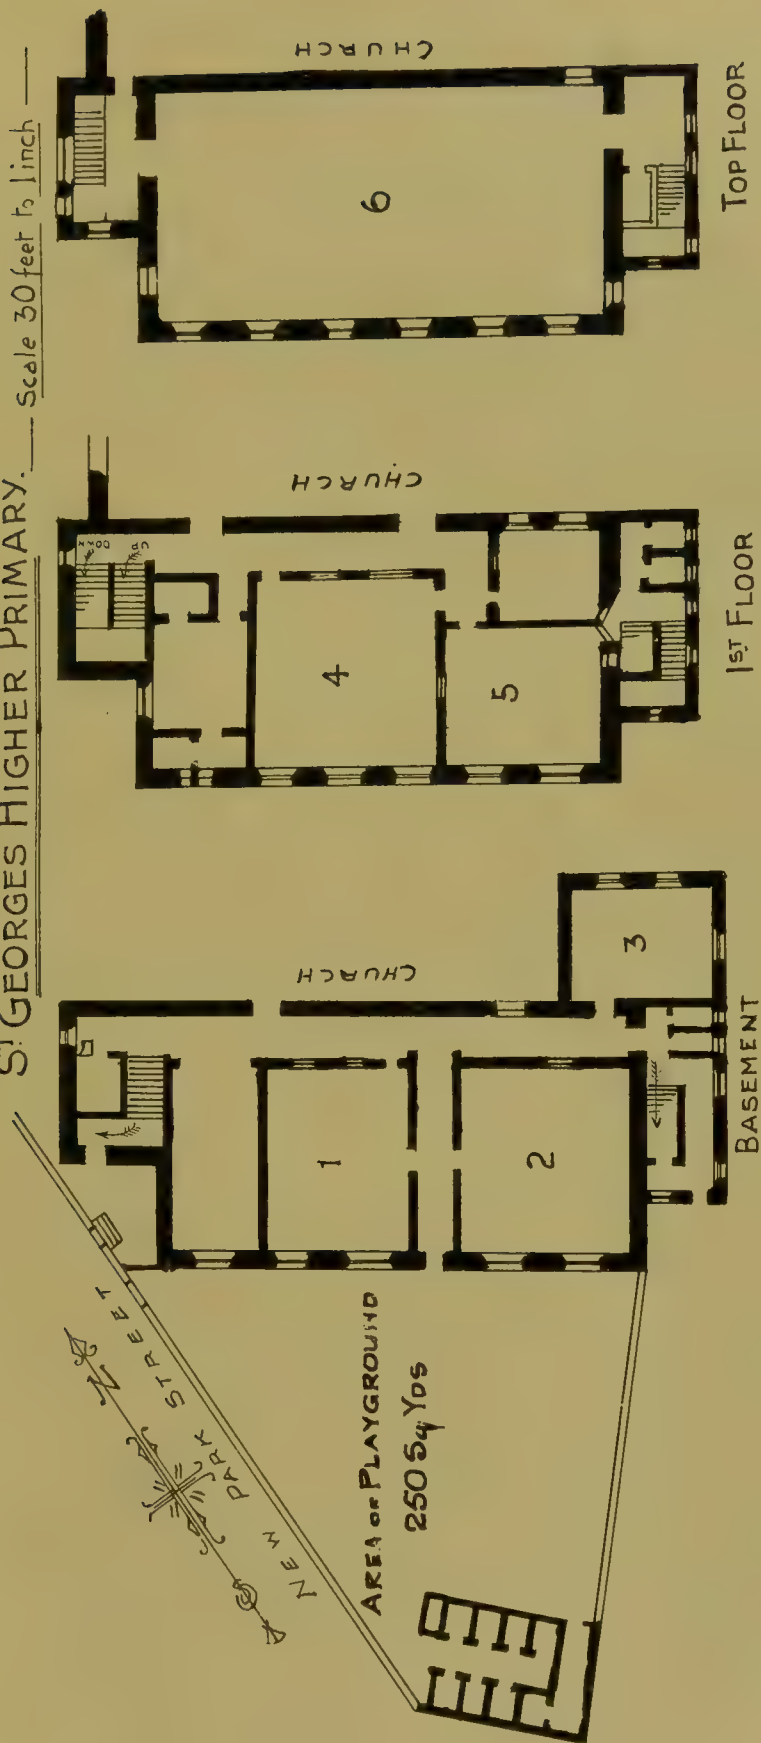 ST GEORGES HIGHER PRIMARY.
Scale 30 feet to 1 inch
NEW PARK STREET
N
S
AREA OF PLAYGROUND
250 Sq Yds
CHURCH
1
2
3
BASEMENT
CHURCH
4
5
1ST FLOOR
CHURCH
6
TOP FLOOR